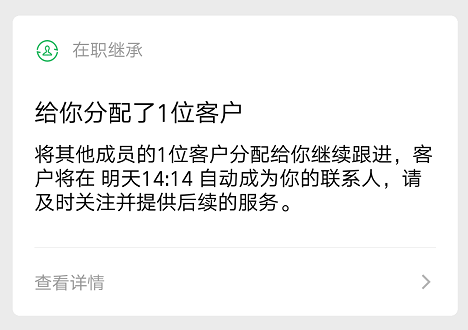 在职继承
给你分配了1位客户
将其他成员的1位客户分配给你继续跟进，客
户将在 明天14:14 自动成为你的联系人，请
及时关注并提供后续的服务。
查看详情